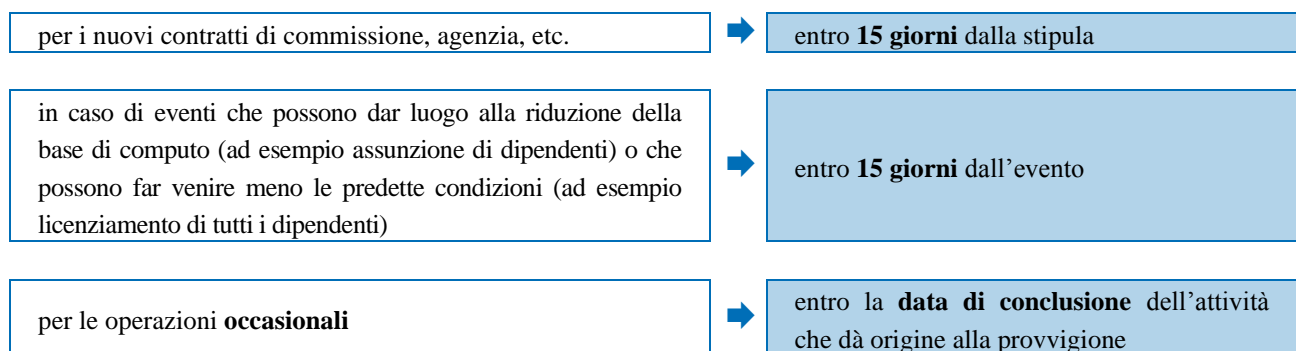 per i nuovi contratti di commissione, agenzia, etc.
entro 15 giorni dalla stipula
in caso di eventi che possono dar luogo alla riduzione della
base di computo (ad esempio assunzione di dipendenti) o che
possono far venire meno le predette condizioni (ad esempio
licenziamento di tutti i dipendenti)
entro 15 giorni dall’evento
per le operazioni occasionali
entro la data di conclusione dell’attività
che dà origine alla provvigione